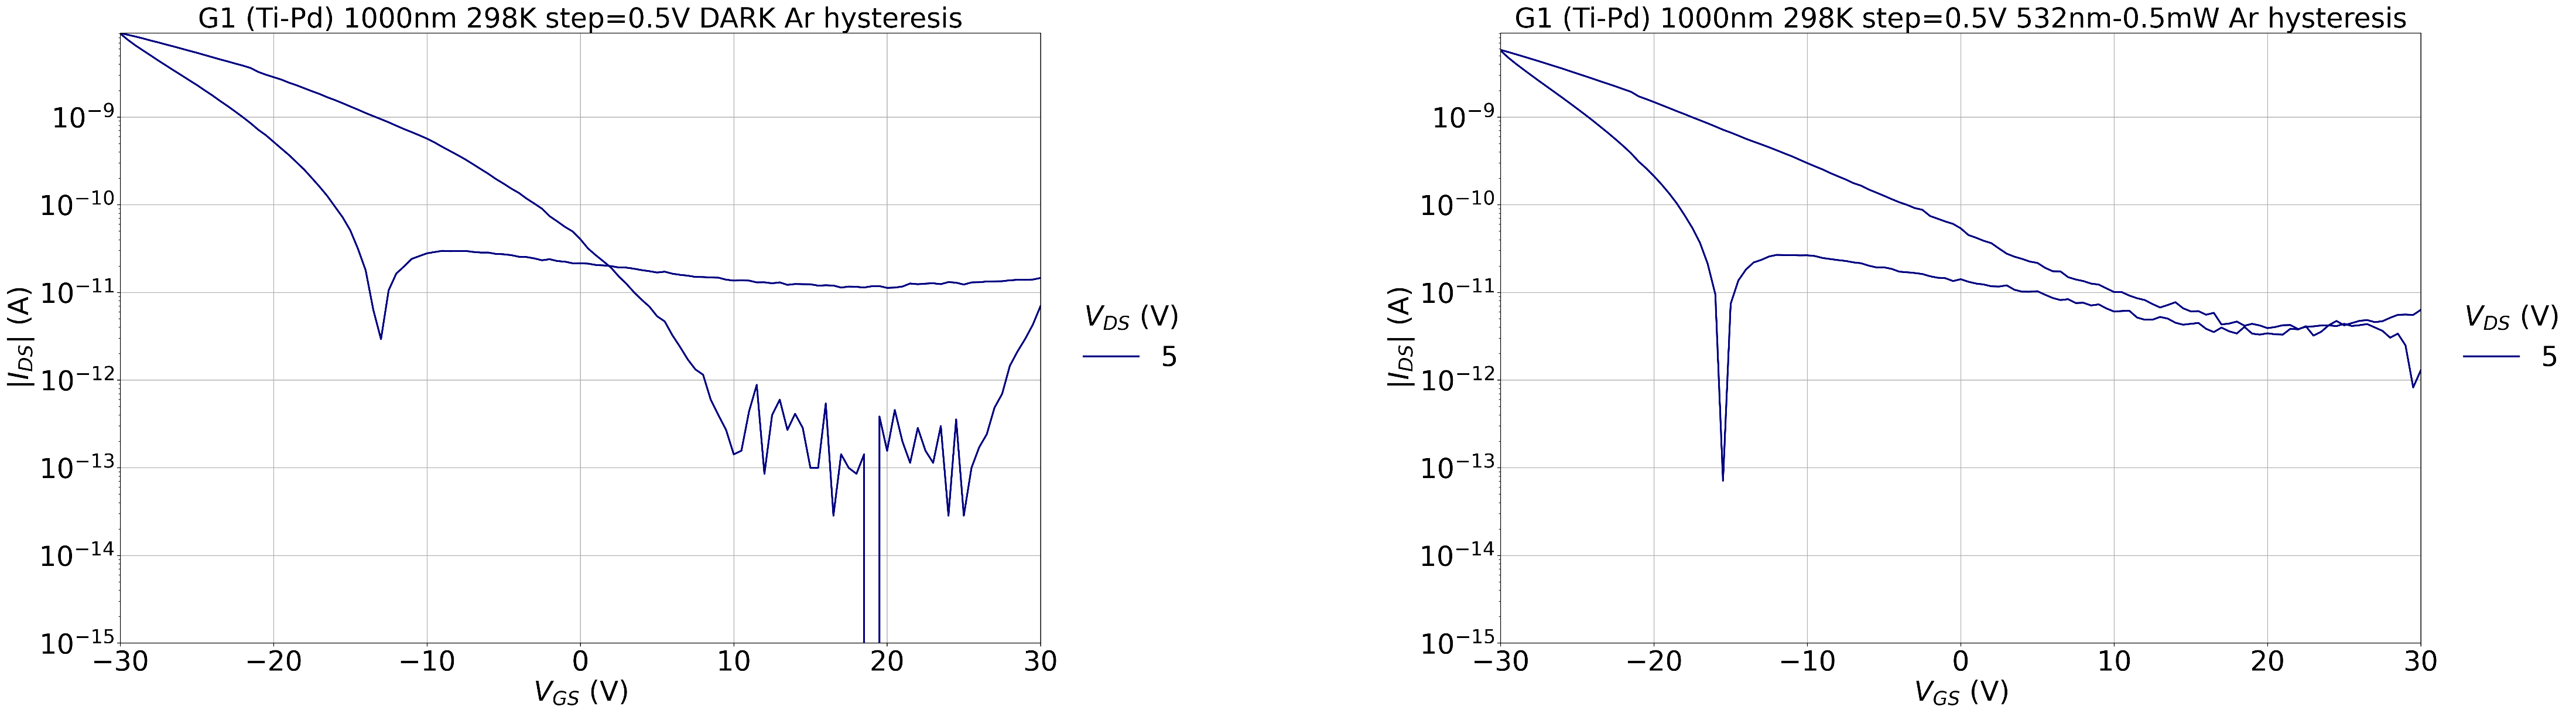 G1 (Ti-Pd) 1000nm 298K step=0.5V DARK Ar hysteresis
|I_DS| (A)
10^−9
10^−10
10^−11
10^−12
10^−13
10^−14
10^−15
−30 −20 −10 0 10 20 30
V_GS (V)
V_DS (V)
5
G1 (Ti-Pd) 1000nm 298K step=0.5V 532nm-0.5mW Ar hysteresis
|I_DS| (A)
10^−9
10^−10
10^−11
10^−12
10^−13
10^−14
10^−15
−30 −20 −10 0 10 20 30
V_GS (V)
V_DS (V)
5